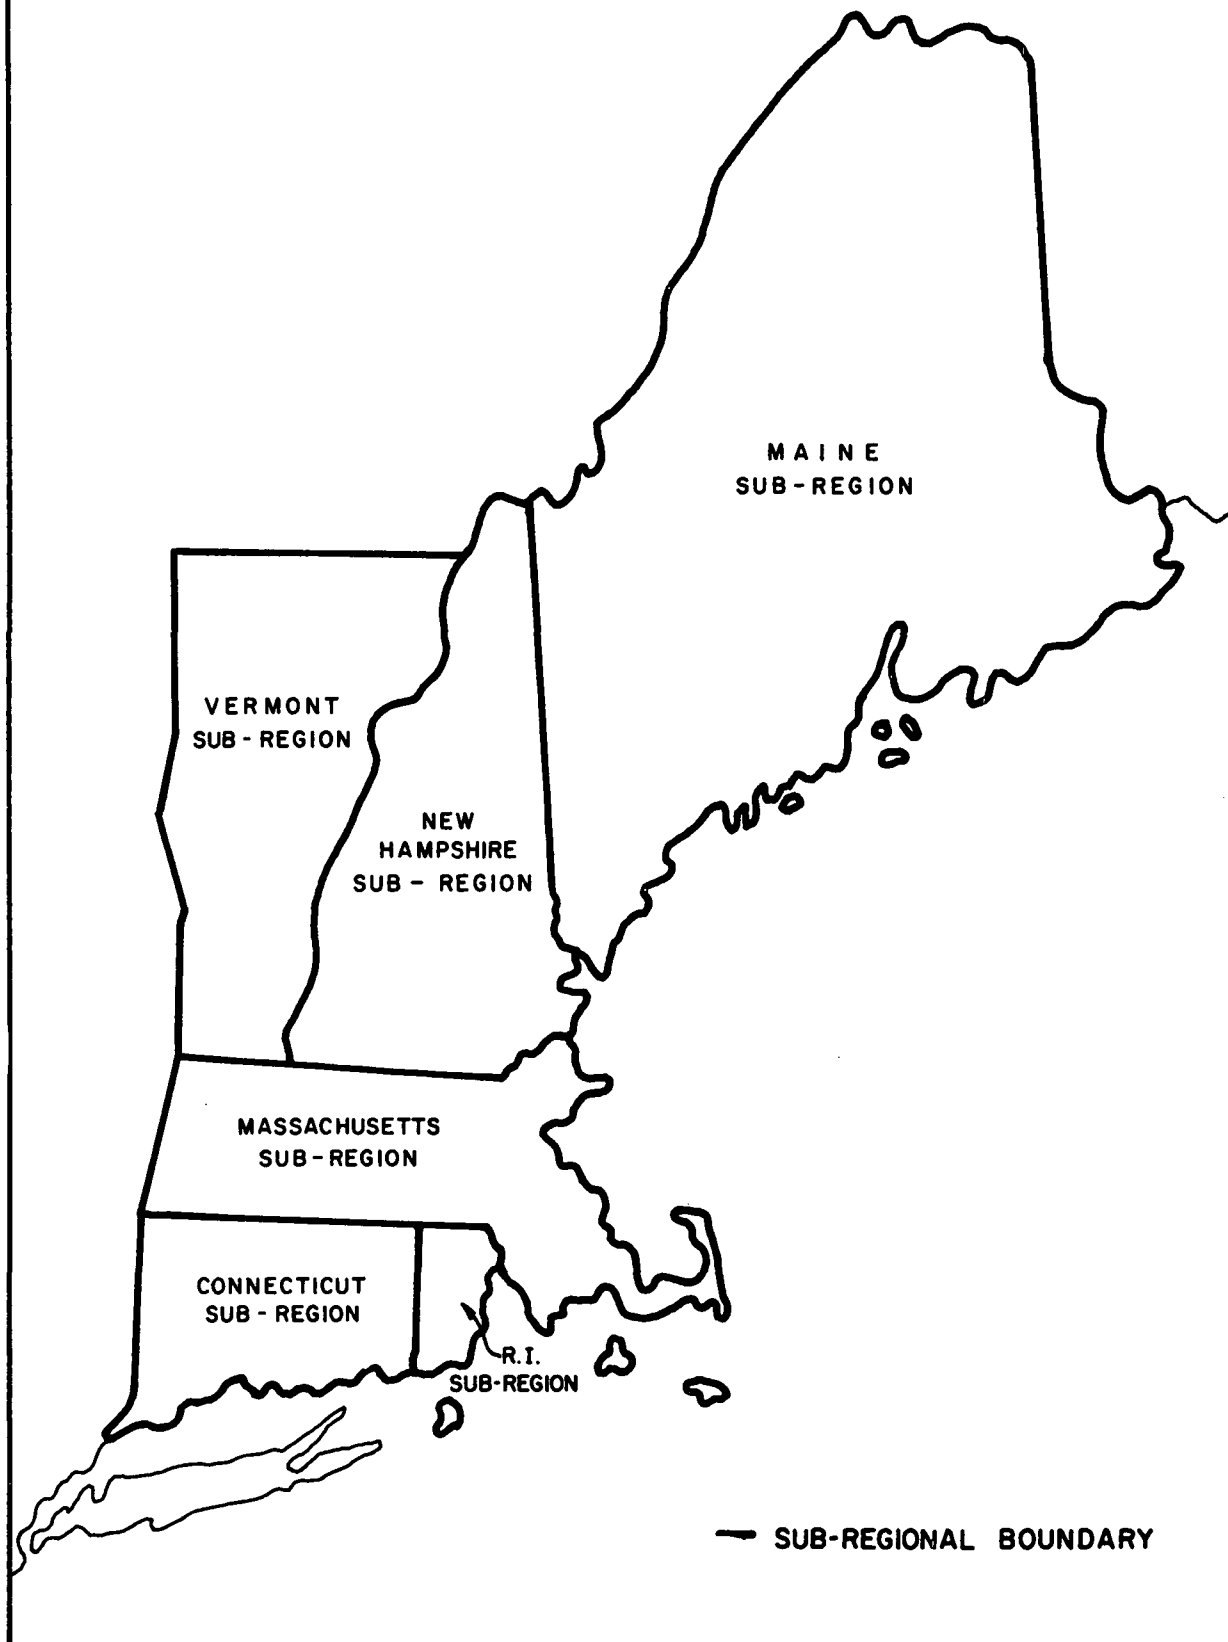 MAINE
SUB-REGION
VERMONT
SUB-REGION
NEW
HAMPSHIRE
SUB- REGION
MASSACHUSETTS
SUB-REGION
CONNECTICUT
SUB-REGION
R.I.
SUB-REGION
SUB-REGIONAL BOUNDARY